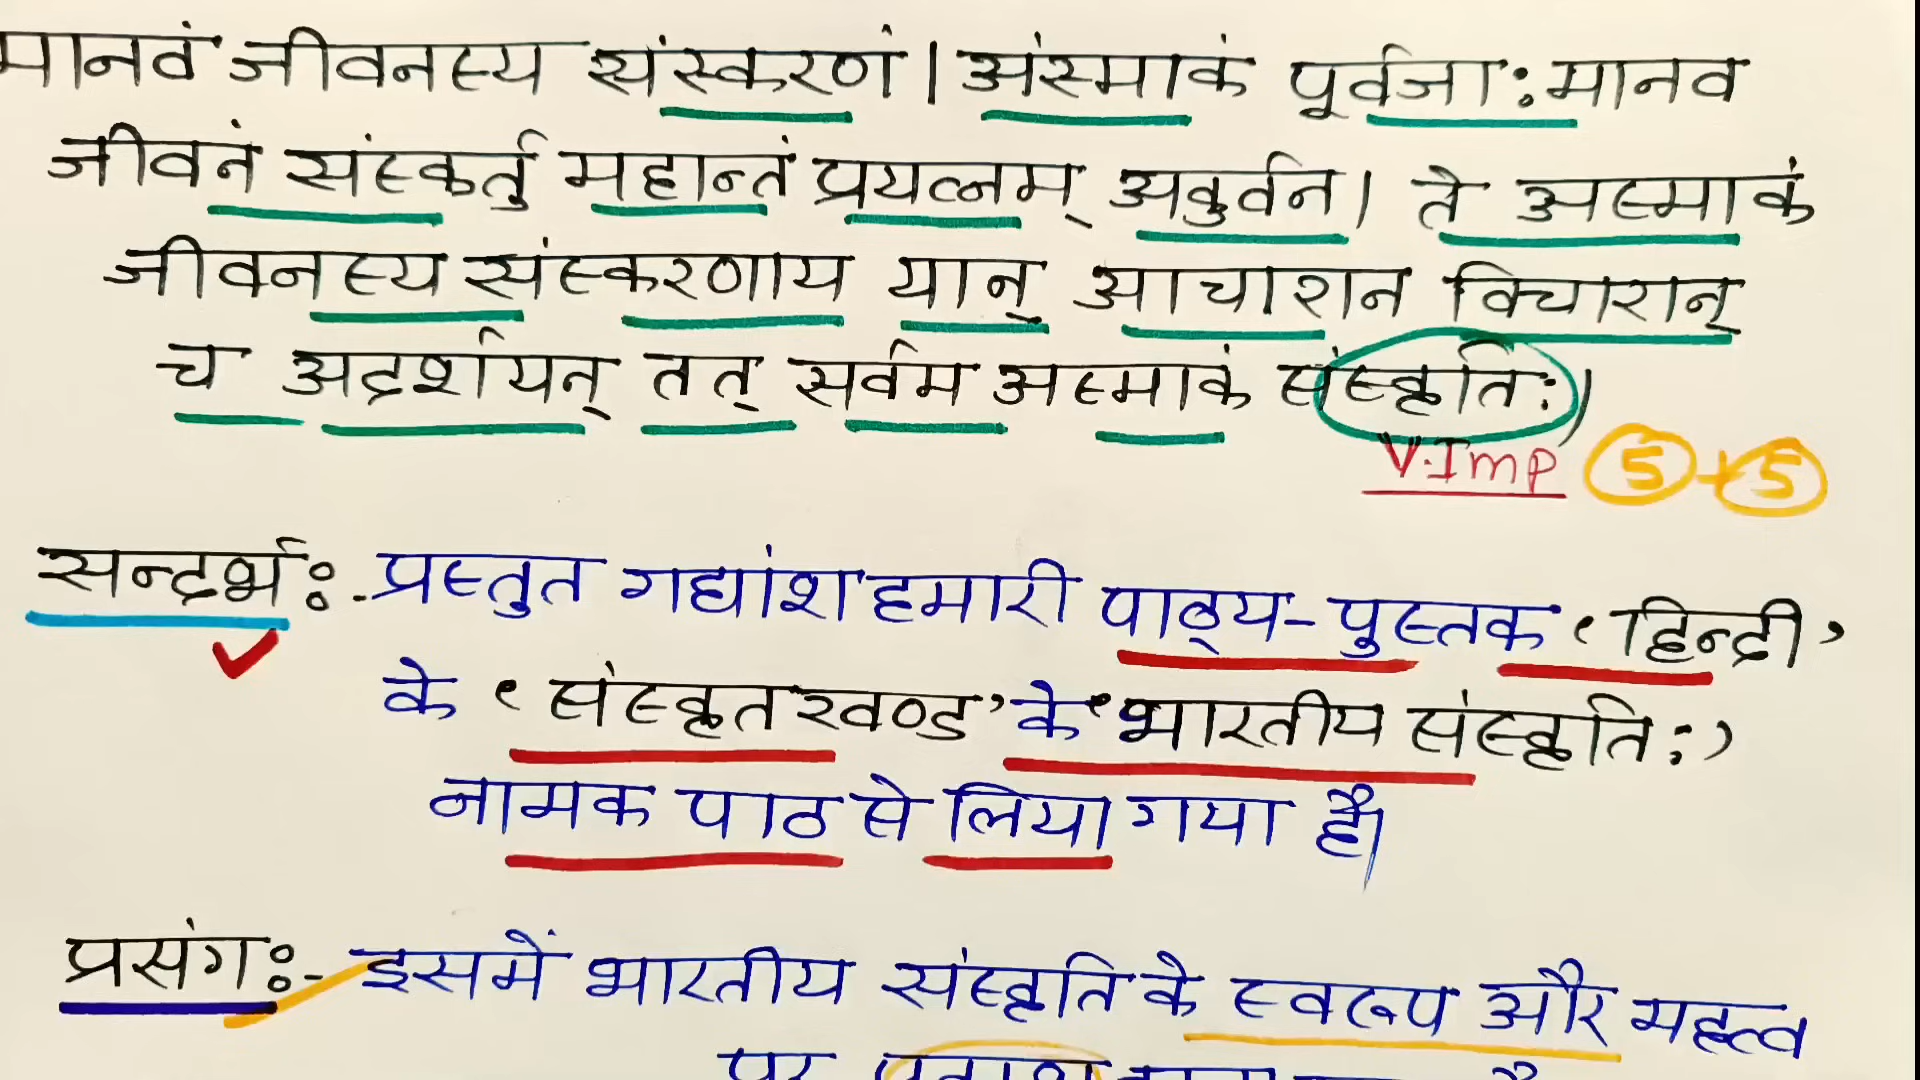 मानवं जीवनस्य संस्करणं। अंस्माकं पूर्वजाः मानव
जीवनं संस्कर्तु महान्तं प्रयत्नम् अकुर्वन। ते अस्माकं
जीवनस्य संस्करणाय यान् आचारान विचारान्
च अदर्शयन् तत् सर्वम अस्माकं संस्कृतिः।
V.Imp 5+5
सन्दर्भः- प्रस्तुत गद्यांश हमारी पाठ्य-पुस्तक ‘हिन्दी’
के ‘संस्कृत खण्ड’ के ‘भारतीय संस्कृतिः’
नामक पाठ से लिया गया है।
प्रसंगः- इसमें भारतीय संस्कृति के स्वरूप और महत्व
पर